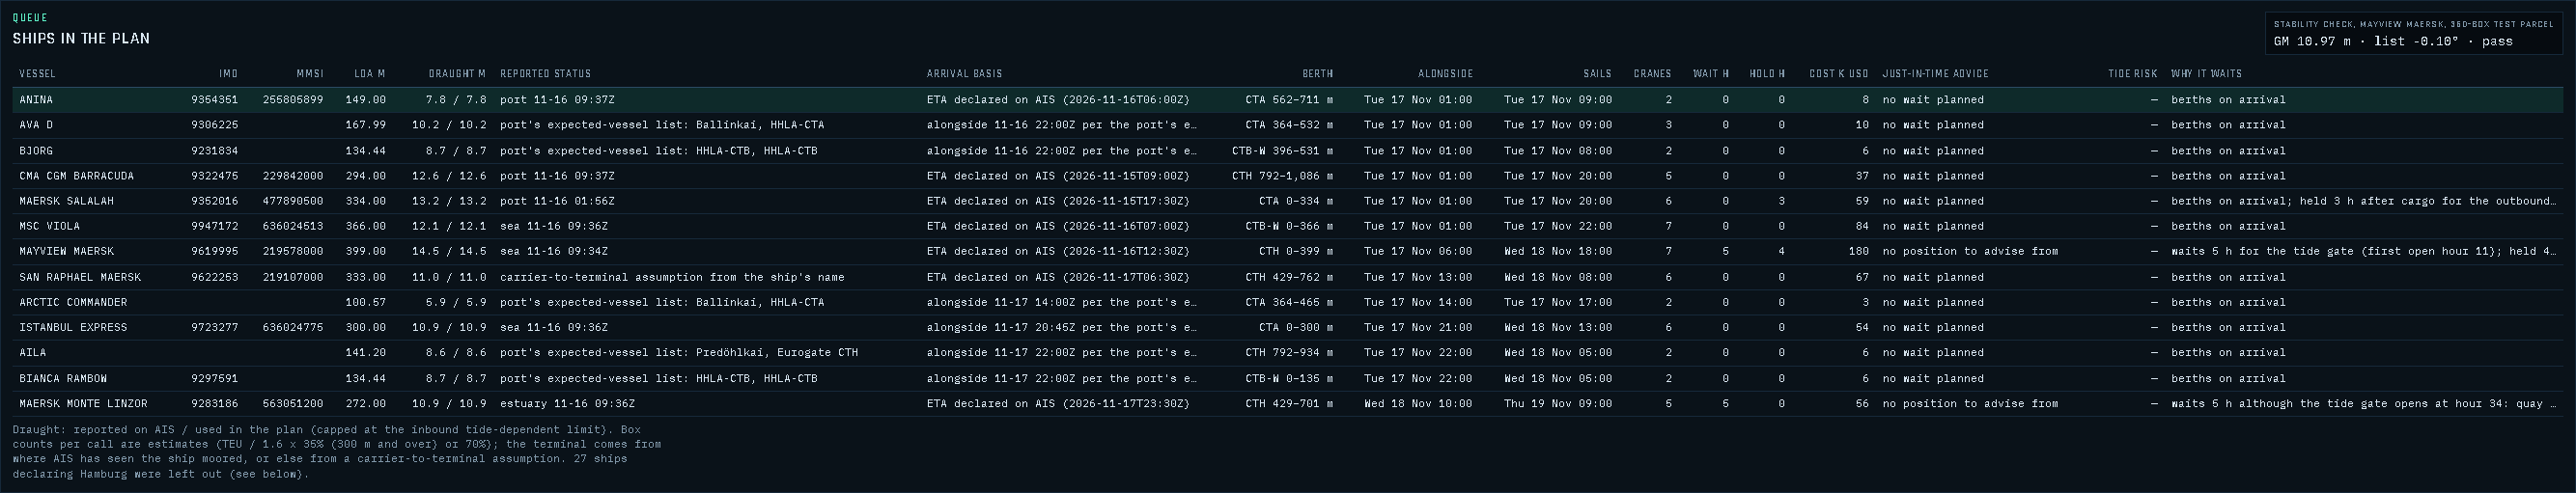 QUEUE
SHIPS IN THE PLAN
STABILITY CHECK, MAYVIEW MAERSK, 360-BOX TEST PARCEL
GM 10.97 m · list -0.10° · pass
VESSEL IMO MMSI LOA M DRAUGHT M REPORTED STATUS ARRIVAL BASIS BERTH ALONGSIDE SAILS CRANES WAIT H HOLD H COST K USD JUST-IN-TIME ADVICE TIDE RISK WHY IT WAITS
ANINA 9354351 255805899 149.00 7.8 / 7.8 port 11-16 09:37Z ETA declared on AIS (2026-11-16T06:00Z) CTA 562–711 m Tue 17 Nov 01:00 Tue 17 Nov 09:00 2 0 0 8 no wait planned — berths on arrival
AVA D 9306225 167.99 10.2 / 10.2 port's expected-vessel list: Ballinkai, HHLA-CTA alongside 11-16 22:00Z per the port's e… CTA 364–532 m Tue 17 Nov 01:00 Tue 17 Nov 09:00 3 0 0 10 no wait planned — berths on arrival
BJORG 9231834 134.44 8.7 / 8.7 port's expected-vessel list: HHLA-CTB, HHLA-CTB alongside 11-16 22:00Z per the port's e… CTB-W 396–531 m Tue 17 Nov 01:00 Tue 17 Nov 08:00 2 0 0 6 no wait planned — berths on arrival
CMA CGM BARRACUDA 9322475 229842000 294.00 12.6 / 12.6 port 11-16 09:37Z ETA declared on AIS (2026-11-15T09:00Z) CTH 792–1,086 m Tue 17 Nov 01:00 Tue 17 Nov 20:00 5 0 0 37 no wait planned — berths on arrival
MAERSK SALALAH 9352016 477890500 334.00 13.2 / 13.2 port 11-16 01:56Z ETA declared on AIS (2026-11-15T17:30Z) CTA 0–334 m Tue 17 Nov 01:00 Tue 17 Nov 20:00 6 0 3 59 no wait planned — berths on arrival; held 3 h after cargo for the outbound…
MSC VIOLA 9947172 636024513 366.00 12.1 / 12.1 sea 11-16 09:36Z ETA declared on AIS (2026-11-16T07:00Z) CTB-W 0–366 m Tue 17 Nov 01:00 Tue 17 Nov 22:00 7 0 0 84 no wait planned — berths on arrival
MAYVIEW MAERSK 9619995 219578000 399.00 14.5 / 14.5 sea 11-16 09:34Z ETA declared on AIS (2026-11-16T12:30Z) CTH 0–399 m Tue 17 Nov 06:00 Wed 18 Nov 18:00 7 5 4 180 no position to advise from — waits 5 h for the tide gate (first open hour 11); held 4…
SAN RAPHAEL MAERSK 9622253 219107000 333.00 11.0 / 11.0 carrier-to-terminal assumption from the ship's name ETA declared on AIS (2026-11-17T06:30Z) CTH 429–762 m Tue 17 Nov 13:00 Wed 18 Nov 08:00 6 0 0 67 no wait planned — berths on arrival
ARCTIC COMMANDER 100.57 5.9 / 5.9 port's expected-vessel list: Ballinkai, HHLA-CTA alongside 11-17 14:00Z per the port's e… CTA 364–465 m Tue 17 Nov 14:00 Tue 17 Nov 17:00 2 0 0 3 no wait planned — berths on arrival
ISTANBUL EXPRESS 9723277 636024775 300.00 10.9 / 10.9 sea 11-16 09:36Z alongside 11-17 20:45Z per the port's e… CTA 0–300 m Tue 17 Nov 21:00 Wed 18 Nov 13:00 6 0 0 54 no wait planned — berths on arrival
AILA 141.20 8.6 / 8.6 port's expected-vessel list: Predöhlkai, Eurogate CTH alongside 11-17 22:00Z per the port's e… CTH 792–934 m Tue 17 Nov 22:00 Wed 18 Nov 05:00 2 0 0 6 no wait planned — berths on arrival
BIANCA RAMBOW 9297591 134.44 8.7 / 8.7 port's expected-vessel list: HHLA-CTB, HHLA-CTB alongside 11-17 22:00Z per the port's e… CTB-W 0–135 m Tue 17 Nov 22:00 Wed 18 Nov 05:00 2 0 0 6 no wait planned — berths on arrival
MAERSK MONTE LINZOR 9283186 563051200 272.00 10.9 / 10.9 estuary 11-16 09:36Z ETA declared on AIS (2026-11-17T23:30Z) CTH 429–701 m Wed 18 Nov 10:00 Thu 19 Nov 09:00 5 5 0 56 no position to advise from — waits 5 h although the tide gate opens at hour 34: quay …
Draught: reported on AIS / used in the plan (capped at the inbound tide-dependent limit). Box
counts per call are estimates (TEU / 1.6 x 35% (300 m and over) or 70%); the terminal comes from
where AIS has seen the ship moored, or else from a carrier-to-terminal assumption. 27 ships
declaring Hamburg were left out (see below).